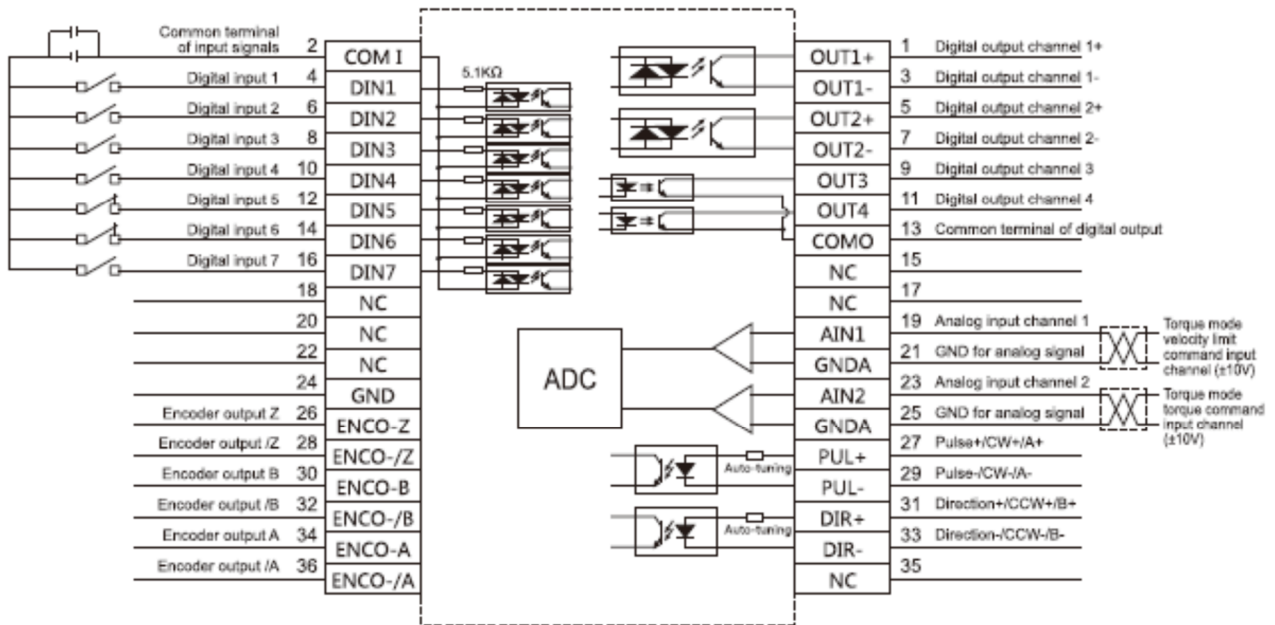 Common terminal
of input signals 2 COM I
Digital input 1 4 DIN1
Digital input 2 6 DIN2
Digital input 3 8 DIN3
Digital input 4 10 DIN4
Digital input 5 12 DIN5
Digital input 6 14 DIN6
Digital input 7 16 DIN7
18 NC
20 NC
22 NC
24 GND
Encoder output Z 26 ENCO-Z
Encoder output /Z 28 ENCO-/Z
Encoder output B 30 ENCO-B
Encoder output /B 32 ENCO-/B
Encoder output A 34 ENCO-A
Encoder output /A 36 ENCO-/A
5.1KΩ
ADC
Auto-tuning
Auto-tuning
OUT1+ 1 Digital output channel 1+
OUT1- 3 Digital output channel 1-
OUT2+ 5 Digital output channel 2+
OUT2- 7 Digital output channel 2-
OUT3 9 Digital output channel 3
OUT4 11 Digital output channel 4
COMO 13 Common terminal of digital output
NC 15
NC 17
AIN1 19 Analog input channel 1
GNDA 21 GND for analog signal
AIN2 23 Analog input channel 2
GNDA 25 GND for analog signal
PUL+ 27 Pulse+/CW+/A+
PUL- 29 Pulse-/CW-/A-
DIR+ 31 Direction+/CCW+/B+
DIR- 33 Direction-/CCW-/B-
NC 35
Torque mode
velocity limit
command input
channel (±10V)
Torque mode
torque command
input channel
(±10V)